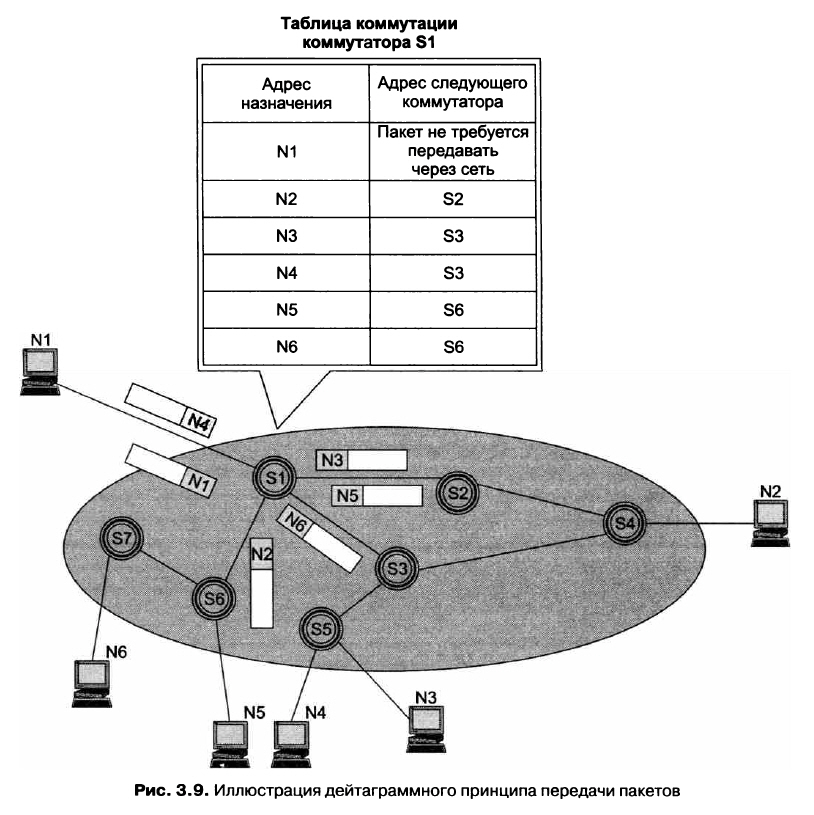 Таблица коммутации
коммутатора S1
Адрес
назначения
Адрес следующего
коммутатора
N1
Пакет не требуется
передавать
через сеть
N2
S2
N3
S3
N4
S3
N5
S6
N6
S6
N1
N4
N1
S1
N3
N5
S2
N6
N2
S4
N2
S7
S6
S3
S5
N6
N5
N4
N3
Рис. 3.9. Иллюстрация дейтаграммного принципа передачи пакетов